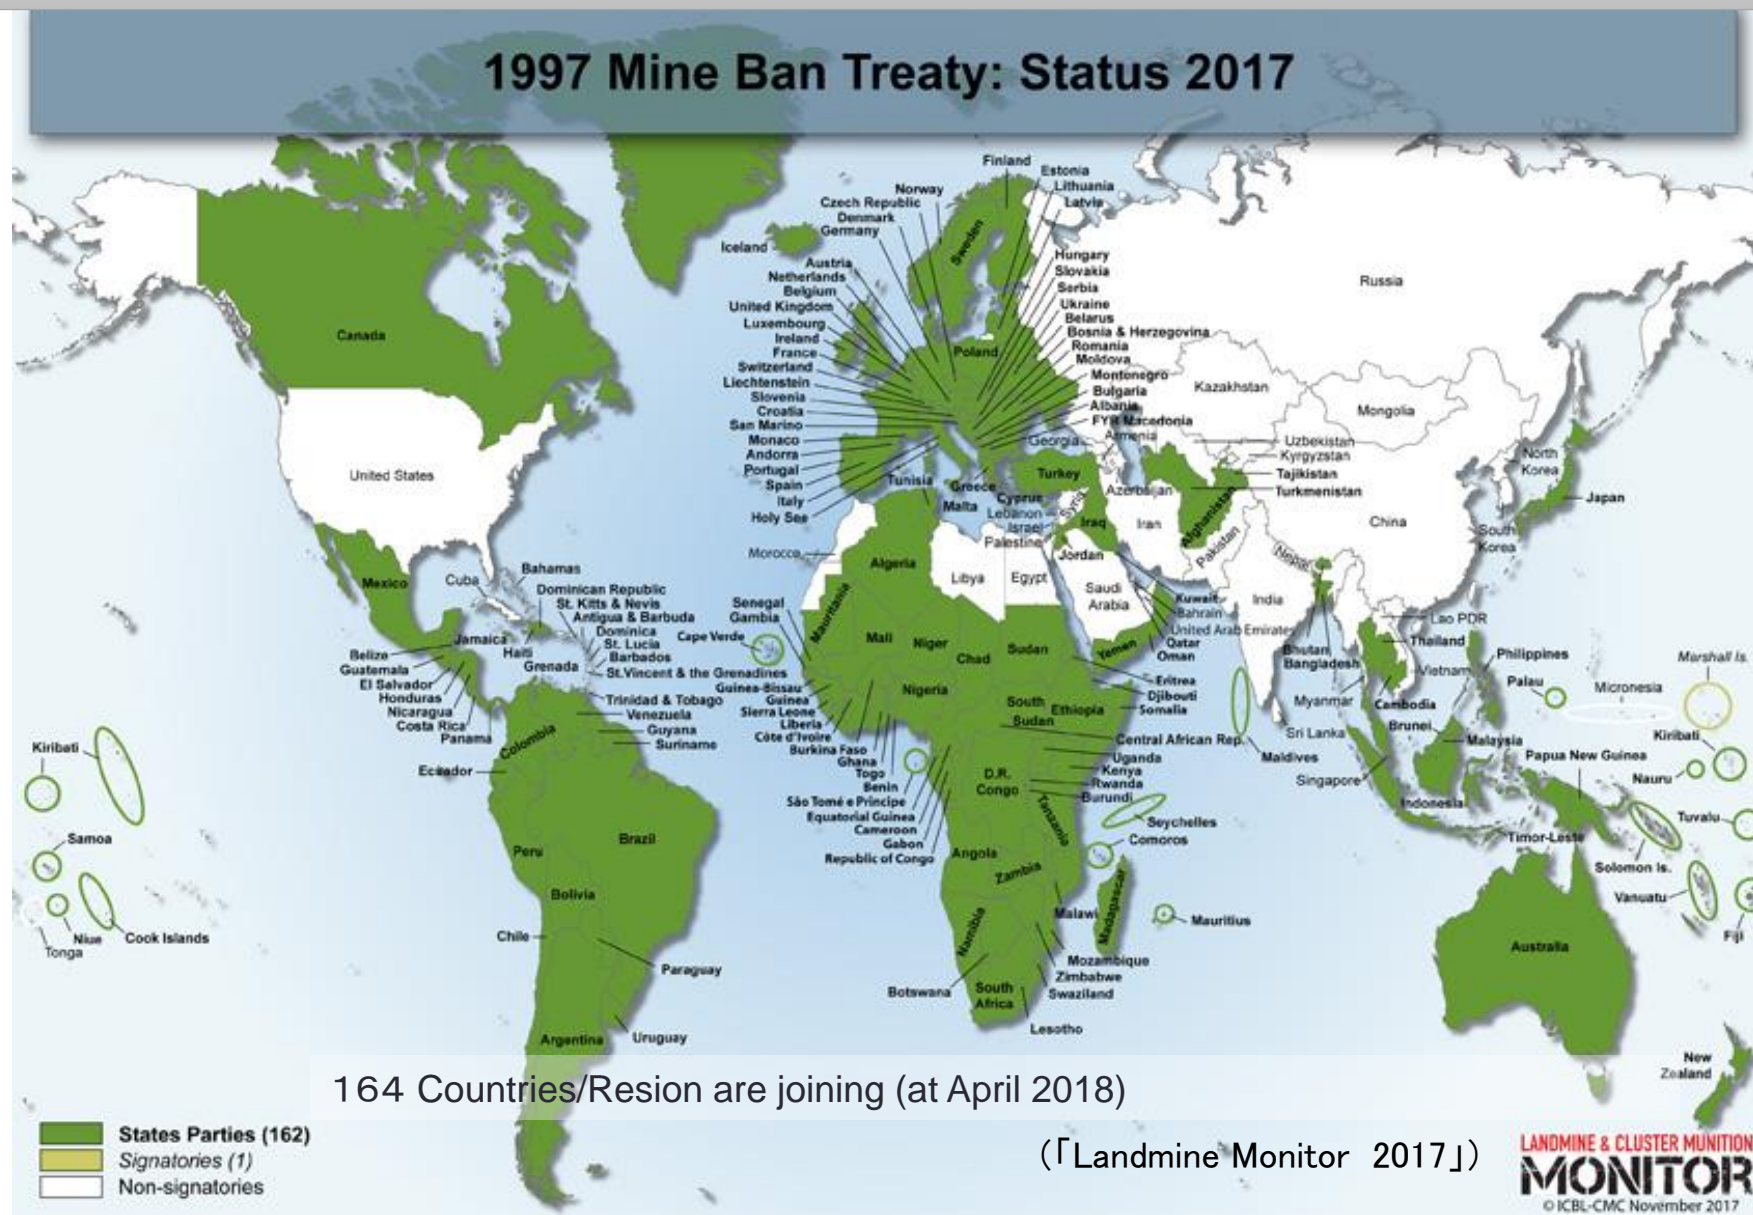 1997 Mine Ban Treaty: Status 2017
Finland
Estonia
Lithuania
Latvia
Norway
Czech Republic
Denmark
Germany
Sweden
Iceland
Austria
Netherlands
Belgium
United Kingdom
Luxembourg
Ireland
France
Switzerland
Liechtenstein
Slovenia
Croatia
San Marino
Monaco
Andorra
Portugal
Spain
Italy
Holy See
Hungary
Slovakia
Serbia
Ukraine
Belarus
Bosnia & Herzegovina
Romania
Moldova
Montenegro
Bulgaria
Albania
FYR Macedonia
Poland
Russia
Canada
United States
Kazakhstan
Mongolia
Georgia
Armenia
Azerbaijan
Uzbekistan
Kyrgyzstan
Tajikistan
Turkmenistan
North
Korea
South
Korea
Japan
China
Turkey
Tunisia
Greece
Malta
Cyprus
Lebanon
Israel
Palestine
Syria
Iraq
Iran
Jordan
Afghanistan
Pakistan
Nepal
India
Morocco
Algeria
Libya
Egypt
Saudi
Arabia
Kuwait
Bahrain
United Arab Emirates
Qatar
Oman
Yemen
Bhutan
Bangladesh
Myanmar
Lao PDR
Thailand
Vietnam
Cambodia
Philippines
Palau
Micronesia
Marshall Is.
Kiribati
Nauru
Tuvalu
Brunei
Malaysia
Singapore
Indonesia
Papua New Guinea
Timor-Leste
Solomon Is.
Vanuatu
Fiji
Sri Lanka
Maldives
Mexico
Cuba
Bahamas
Dominican Republic
St. Kitts & Nevis
Antigua & Barbuda
Dominica
St. Lucia
Barbados
St.Vincent & the Grenadines
Trinidad & Tobago
Jamaica
Haiti
Grenada
Belize
Guatemala
El Salvador
Honduras
Nicaragua
Costa Rica
Panama
Venezuela
Guyana
Suriname
Colombia
Ecuador
Peru
Brazil
Bolivia
Chile
Paraguay
Argentina
Uruguay
Kiribati
Samoa
Niue
Tonga
Cook Islands
Cape Verde
Senegal
Gambia
Mauritania
Mali
Niger
Chad
Sudan
Nigeria
South
Sudan
Ethiopia
Eritrea
Djibouti
Somalia
Guinea-Bissau
Guinea
Sierra Leone
Liberia
Côte d'Ivoire
Burkina Faso
Ghana
Togo
Benin
São Tomé e Príncipe
Equatorial Guinea
Cameroon
Gabon
Republic of Congo
Central African Rep.
Uganda
Kenya
Rwanda
Burundi
D.R.
Congo
Tanzania
Seychelles
Comoros
Angola
Zambia
Malawi
Madagascar
Mauritius
Namibia
Mozambique
Zimbabwe
Swaziland
Botswana
South
Africa
Lesotho
Australia
New
Zealand
164 Countries/Resion are joining (at April 2018)
(｢Landmine Monitor 2017｣)
States Parties (162)
Signatories (1)
Non-signatories
LANDMINE & CLUSTER MUNITION
MONITOR
© ICBL-CMC November 2017